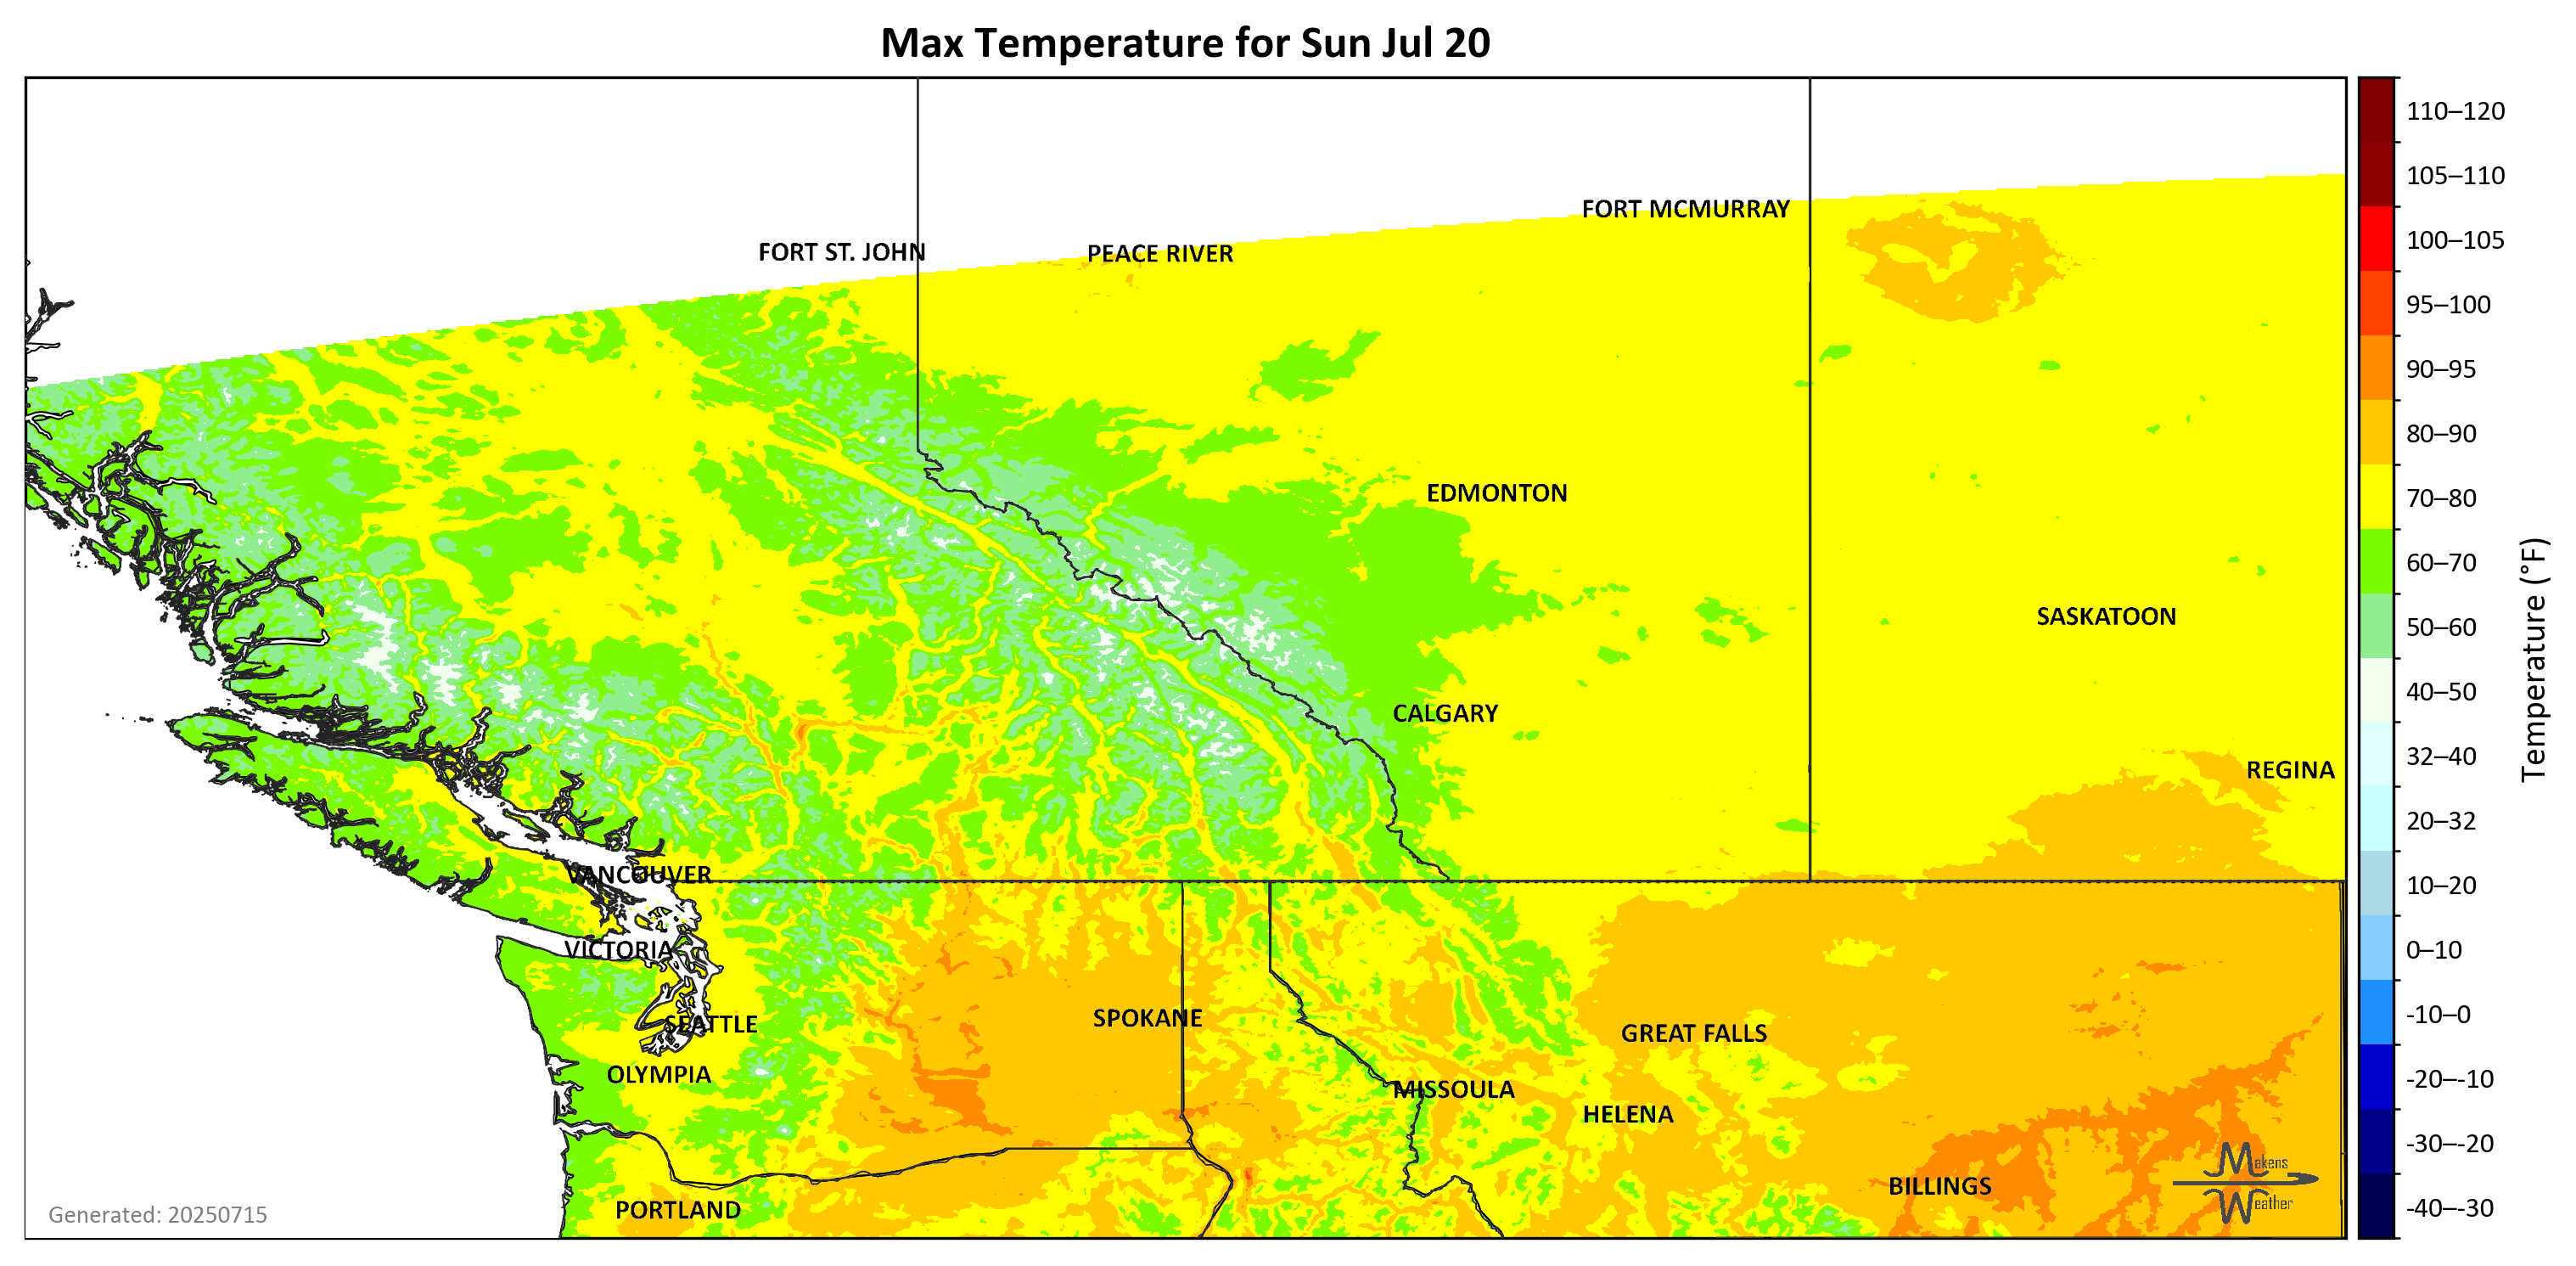 Max Temperature for Sun Jul 20
FORT MCMURRAY
FORT ST. JOHN
PEACE RIVER
EDMONTON
SASKATOON
CALGARY
REGINA
VANCOUVER
VICTORIA
SPOKANE
SEATTLE
GREAT FALLS
OLYMPIA
MISSOULA
HELENA
BILLINGS
PORTLAND
Makens
Weather
Generated: 20250715
110–120
105–110
100–105
95–100
90–95
80–90
70–80
60–70
50–60
40–50
32–40
20–32
10–20
0–10
-10–0
-20–-10
-30–-20
-40–-30
Temperature (°F)